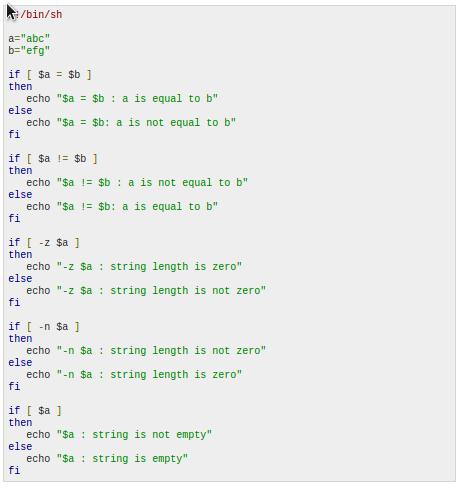 /bin/sh

a="abc"
b="efg"

if [ $a = $b ]
then
   echo "$a = $b : a is equal to b"
else
   echo "$a = $b: a is not equal to b"
fi

if [ $a != $b ]
then
   echo "$a != $b : a is not equal to b"
else
   echo "$a != $b: a is equal to b"
fi

if [ -z $a ]
then
   echo "-z $a : string length is zero"
else
   echo "-z $a : string length is not zero"
fi

if [ -n $a ]
then
   echo "-n $a : string length is not zero"
else
   echo "-n $a : string length is zero"
fi

if [ $a ]
then
   echo "$a : string is not empty"
else
   echo "$a : string is empty"
fi